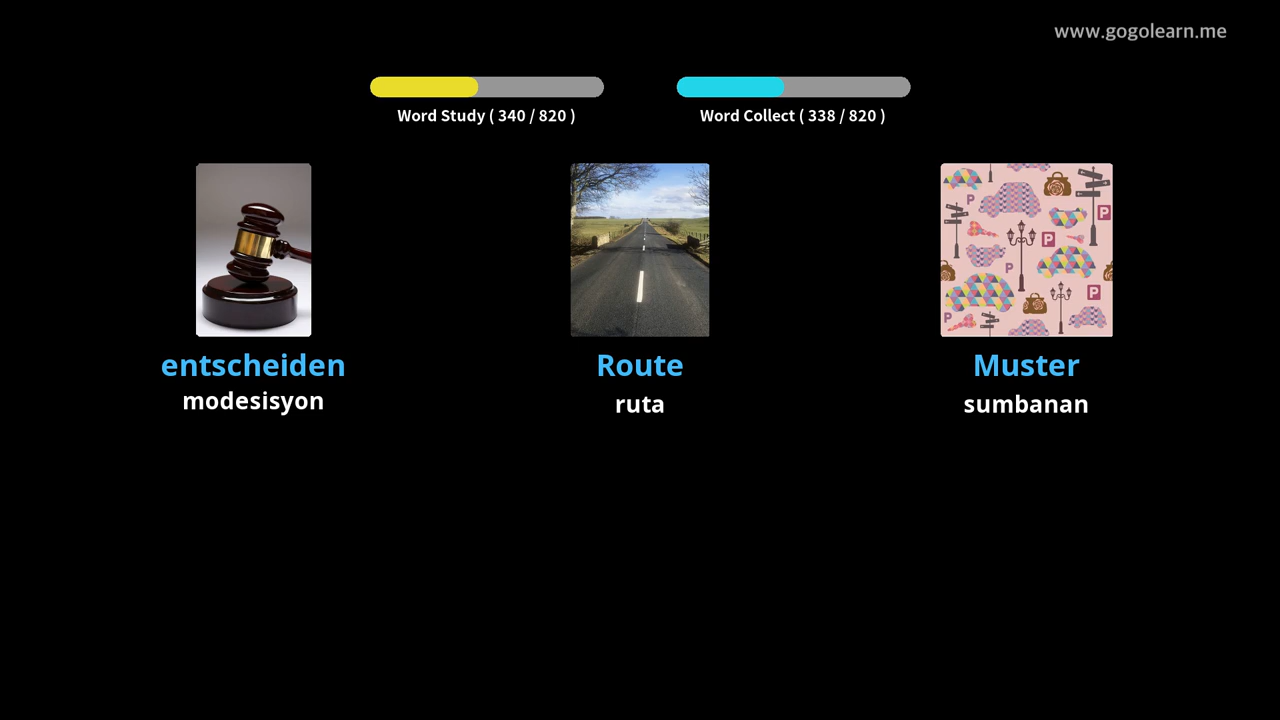 www.gogolearn.me
Word Study ( 340 / 820 )
Word Collect ( 338 / 820 )
P
P
P
P
P
P
entscheiden
modesisyon
Route
ruta
Muster
sumbanan